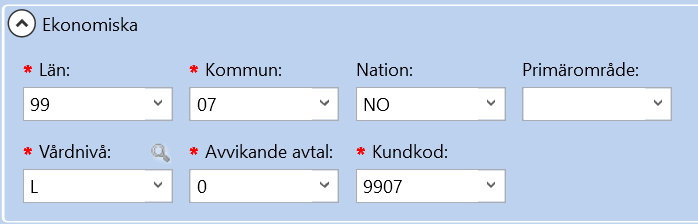 Ekonomiska
* Län: * Kommun: Nation: Primärområde:
99 07 NO
* Vårdnivå: * Avvikande avtal: * Kundkod:
L 0 9907